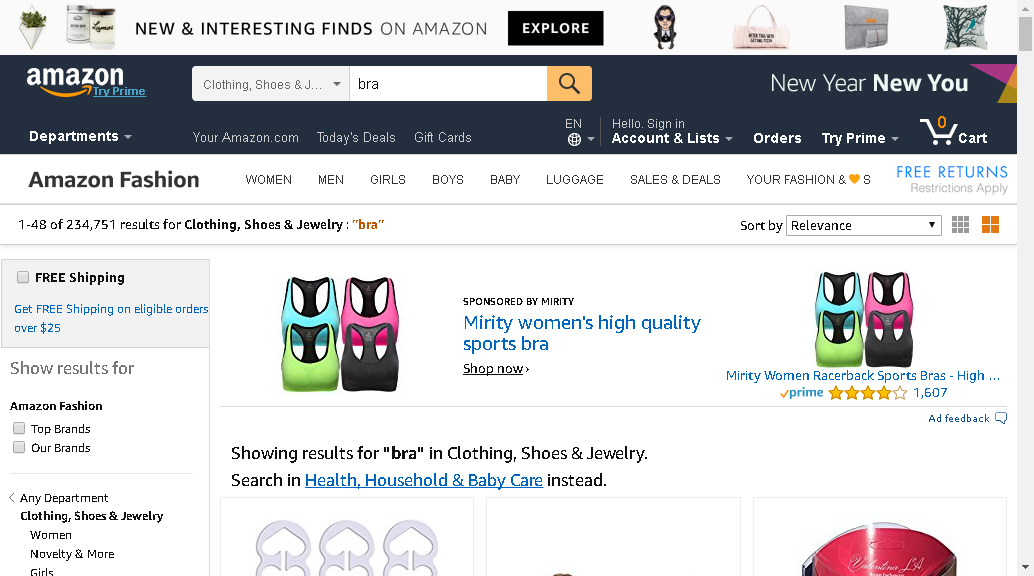 NEW & INTERESTING FINDS ON AMAZON EXPLORE
amazon
Try Prime
Clothing, Shoes & J...
bra
New Year New You
Departments
Your Amazon.com Today's Deals Gift Cards
EN
Hello. Sign in
Account & Lists
Orders
Try Prime
0
Cart
Amazon Fashion
WOMEN MEN GIRLS BOYS BABY LUGGAGE SALES & DEALS YOUR FASHION & 🧡 S
FREE RETURNS
Restrictions Apply
1-48 of 234,751 results for Clothing, Shoes & Jewelry : "bra"
Sort by Relevance
FREE Shipping
Get FREE Shipping on eligible orders
over $25
Show results for
Amazon Fashion
Top Brands
Our Brands
Any Department
Clothing, Shoes & Jewelry
Women
Novelty & More
Girls
SPONSORED BY MIRITY
Mirity women's high quality
sports bra
Shop now ›
Mirity Women Racerback Sports Bras - High ...
prime 1,607
Ad feedback
Showing results for "bra" in Clothing, Shoes & Jewelry.
Search in Health, Household & Baby Care instead.